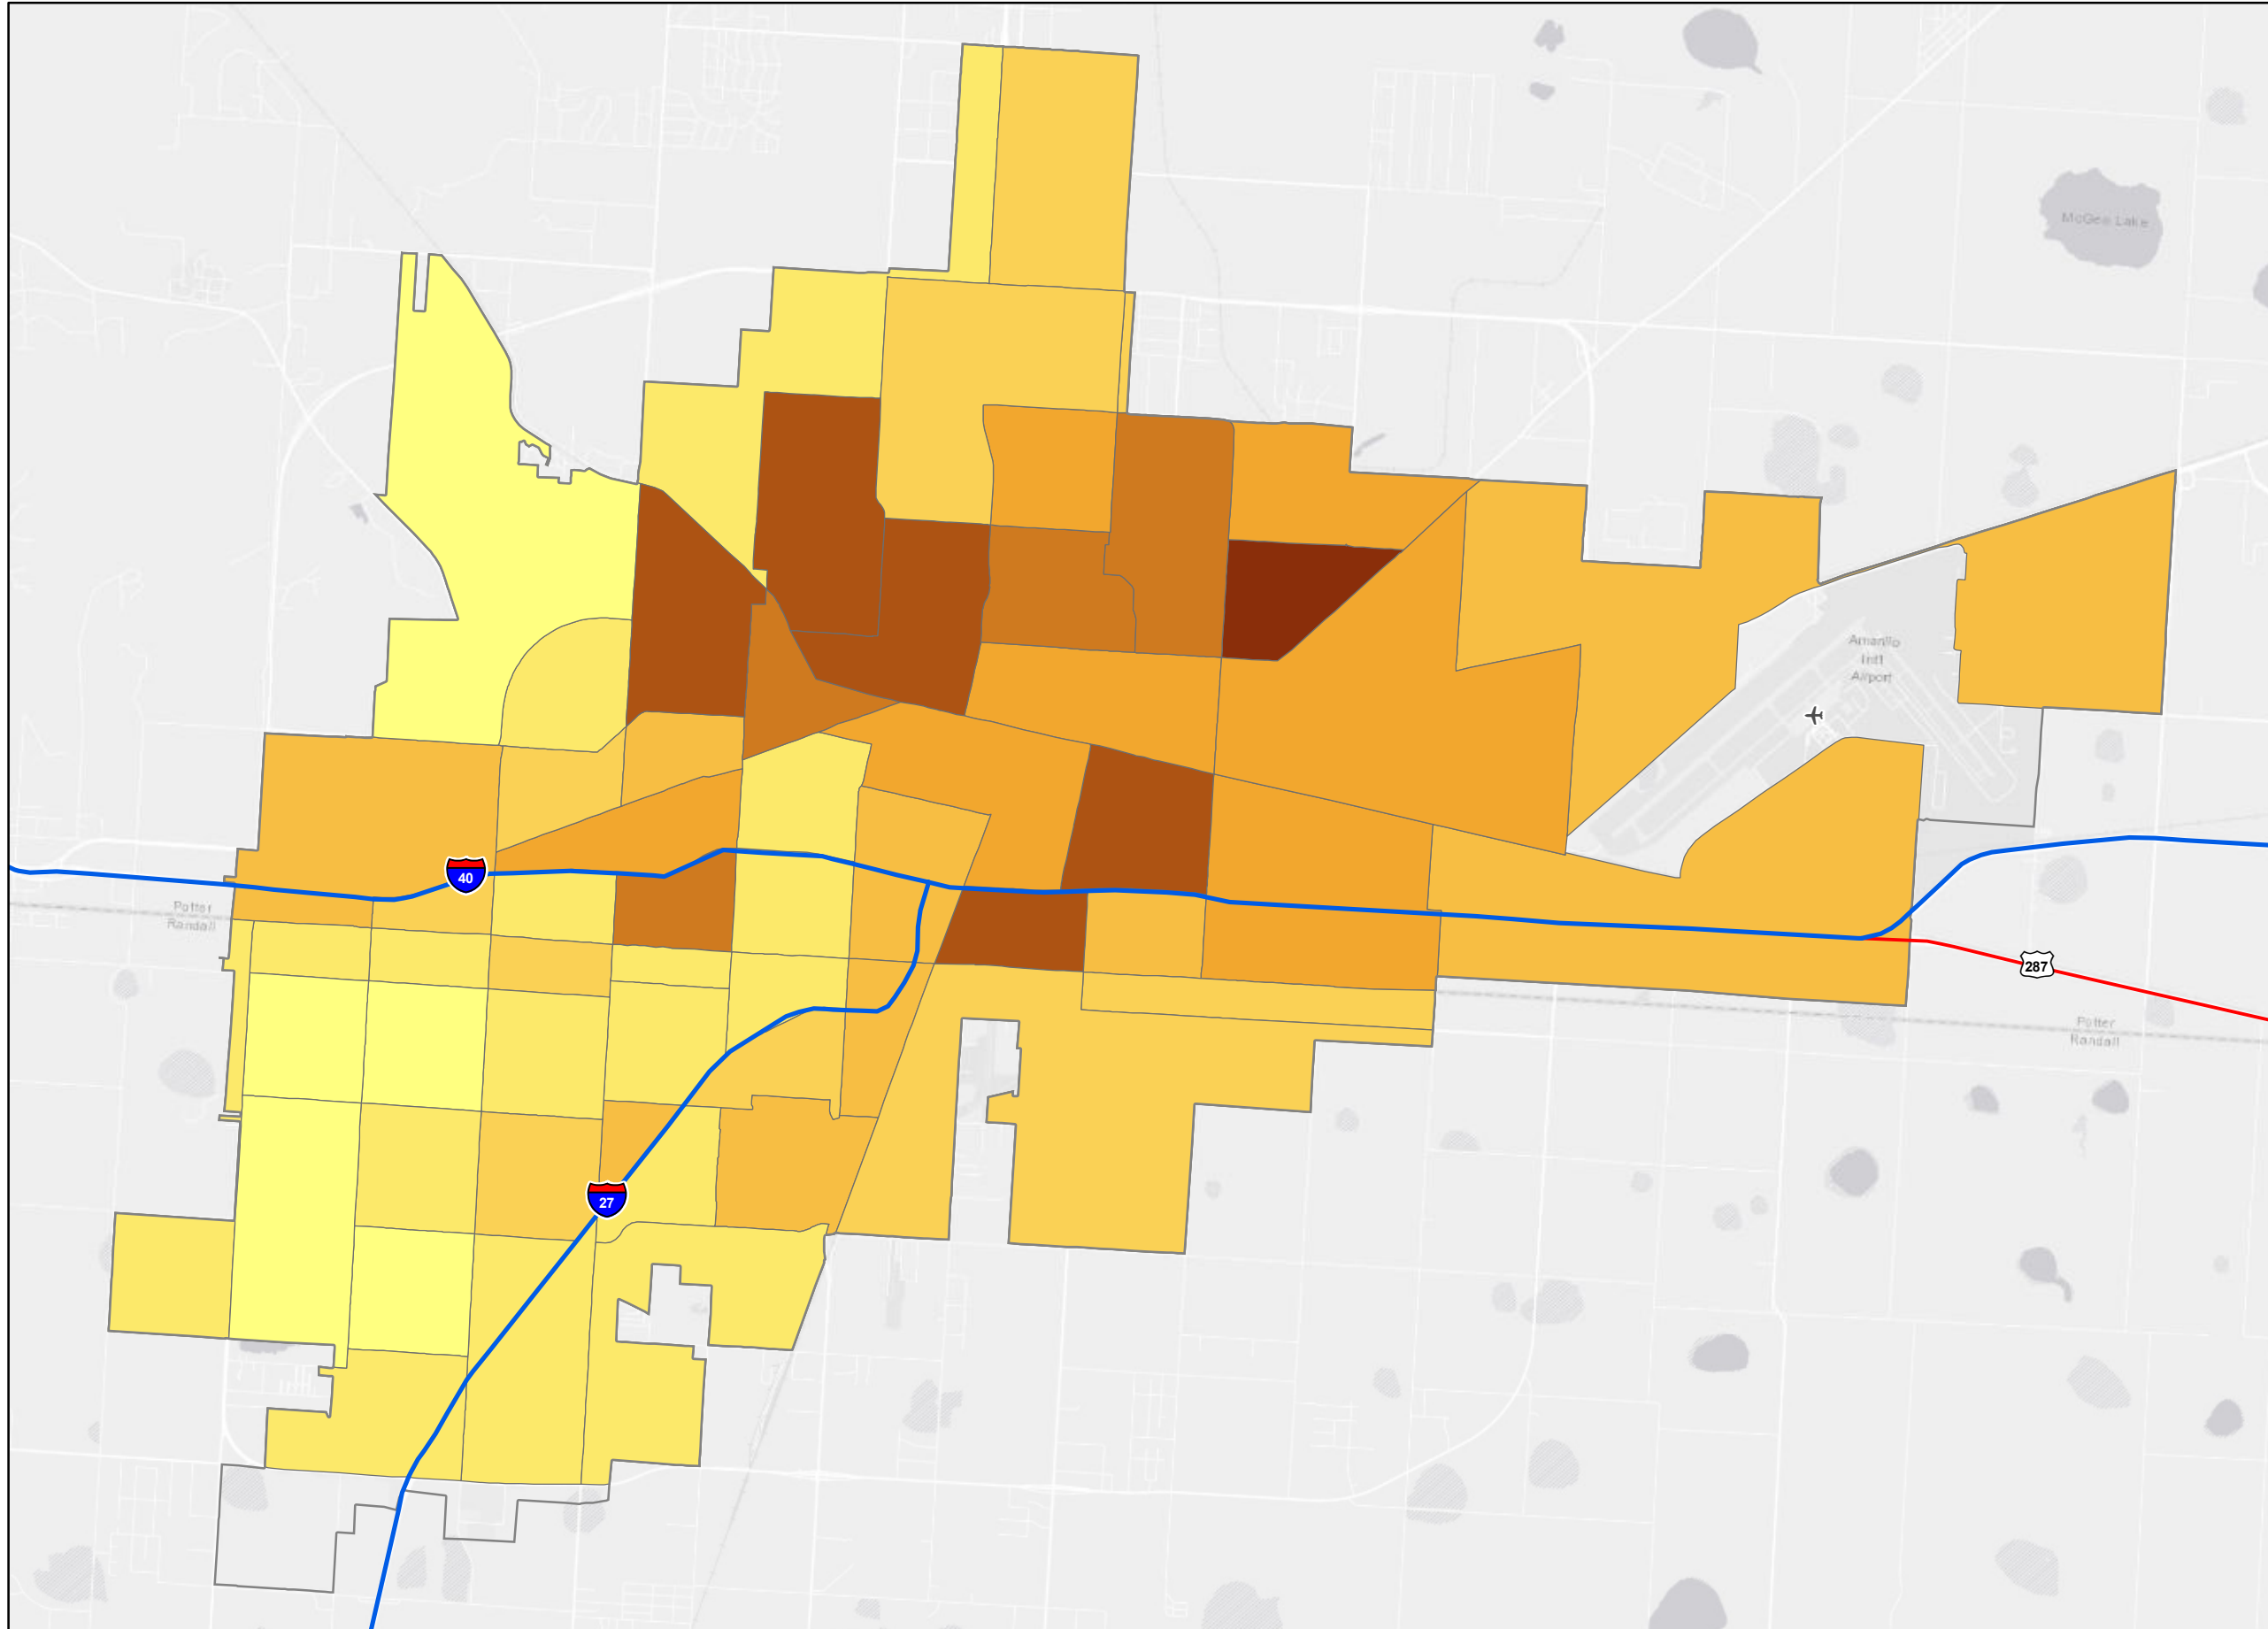 McGee Lake
Amarillo
Int'l
Airport
40
Potter
Randall
287
Potter
Randall
27